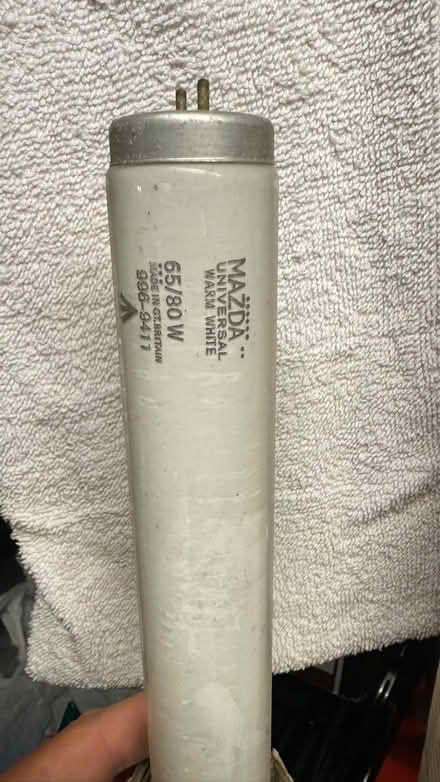 MAZDA
UNIVERSAL
WARM WHITE
65/80 W
MADE IN GT. BRITAIN
996-9411